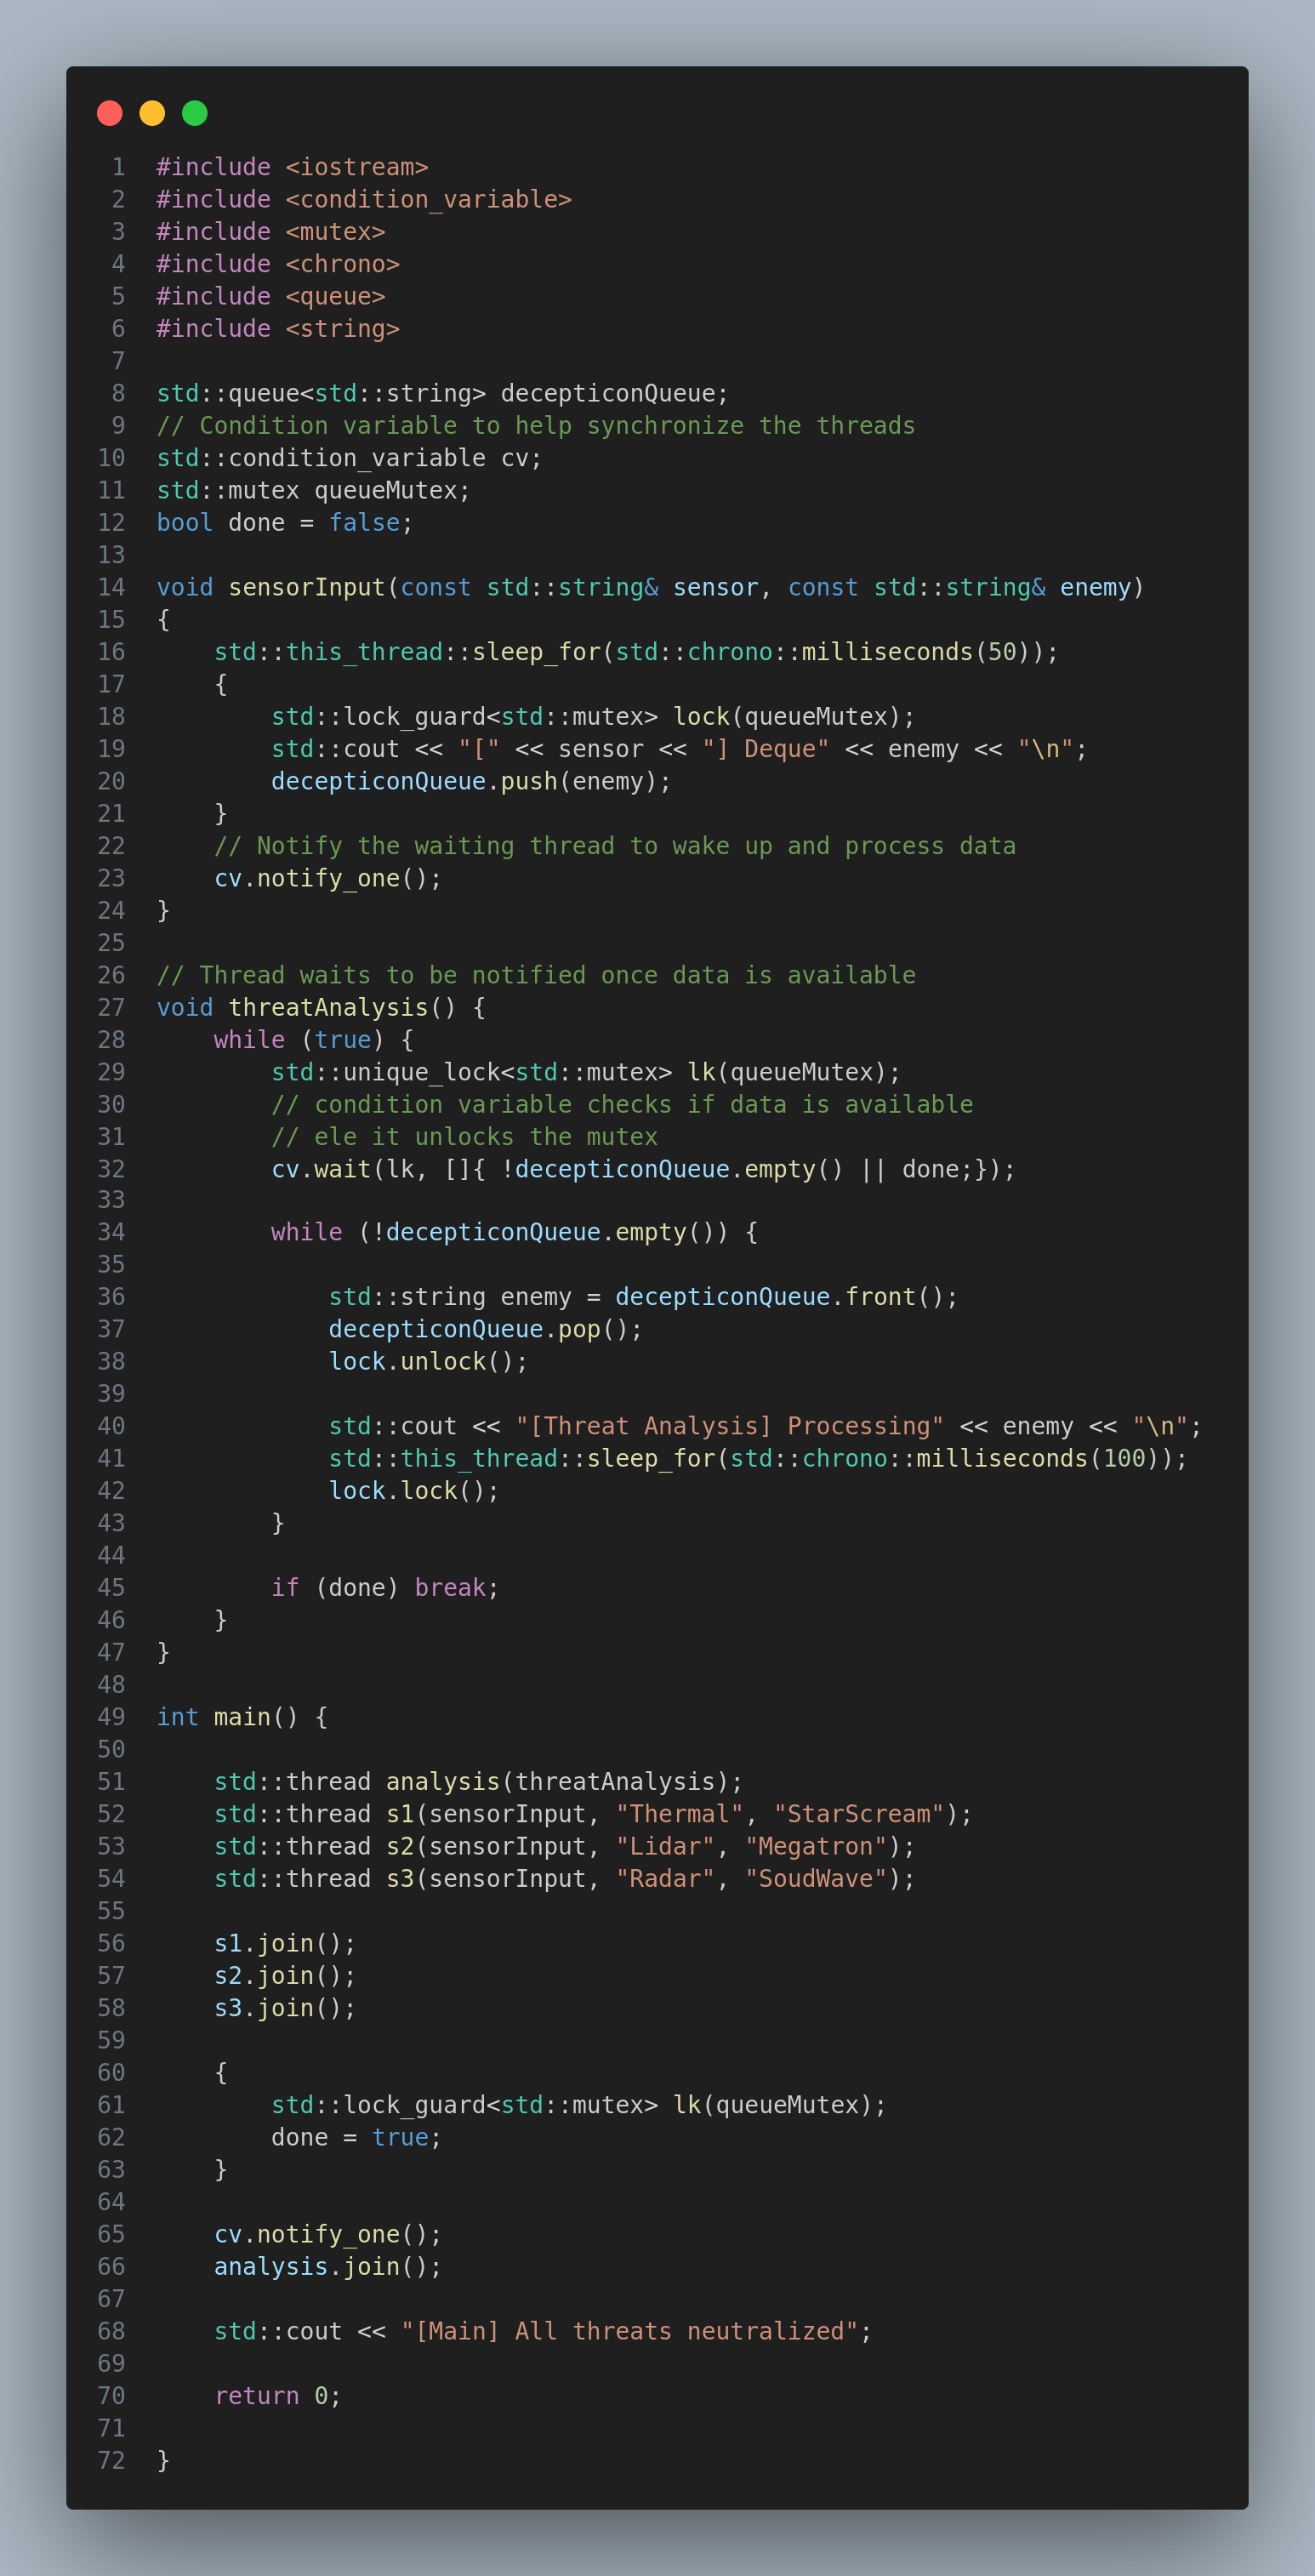 1 #include <iostream>
2 #include <condition_variable>
3 #include <mutex>
4 #include <chrono>
5 #include <queue>
6 #include <string>
7
8 std::queue<std::string> decepticonQueue;
9 // Condition variable to help synchronize the threads
10 std::condition_variable cv;
11 std::mutex queueMutex;
12 bool done = false;
13
14 void sensorInput(const std::string& sensor, const std::string& enemy)
15 {
16     std::this_thread::sleep_for(std::chrono::milliseconds(50));
17     {
18         std::lock_guard<std::mutex> lock(queueMutex);
19         std::cout << "[" << sensor << "] Deque" << enemy << "\n";
20         decepticonQueue.push(enemy);
21     }
22     // Notify the waiting thread to wake up and process data
23     cv.notify_one();
24 }
25
26 // Thread waits to be notified once data is available
27 void threatAnalysis() {
28     while (true) {
29         std::unique_lock<std::mutex> lk(queueMutex);
30         // condition variable checks if data is available
31         // ele it unlocks the mutex
32         cv.wait(lk, []{ !decepticonQueue.empty() || done;});
33
34         while (!decepticonQueue.empty()) {
35
36             std::string enemy = decepticonQueue.front();
37             decepticonQueue.pop();
38             lock.unlock();
39
40             std::cout << "[Threat Analysis] Processing" << enemy << "\n";
41             std::this_thread::sleep_for(std::chrono::milliseconds(100));
42             lock.lock();
43         }
44
45         if (done) break;
46     }
47 }
48
49 int main() {
50
51     std::thread analysis(threatAnalysis);
52     std::thread s1(sensorInput, "Thermal", "StarScream");
53     std::thread s2(sensorInput, "Lidar", "Megatron");
54     std::thread s3(sensorInput, "Radar", "SoudWave");
55
56     s1.join();
57     s2.join();
58     s3.join();
59
60     {
61         std::lock_guard<std::mutex> lk(queueMutex);
62         done = true;
63     }
64
65     cv.notify_one();
66     analysis.join();
67
68     std::cout << "[Main] All threats neutralized";
69
70     return 0;
71
72 }